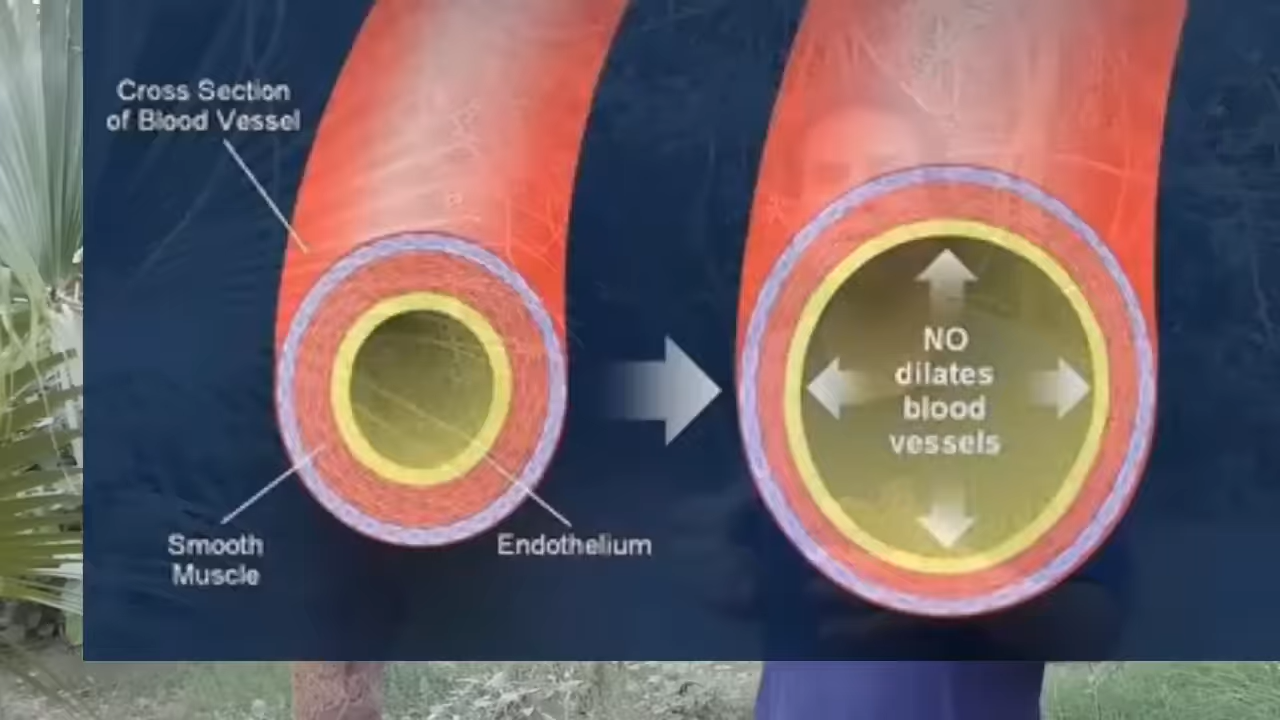 Cross Section
of Blood Vessel
NO
dilates
blood
vessels
Smooth
Muscle
Endothelium